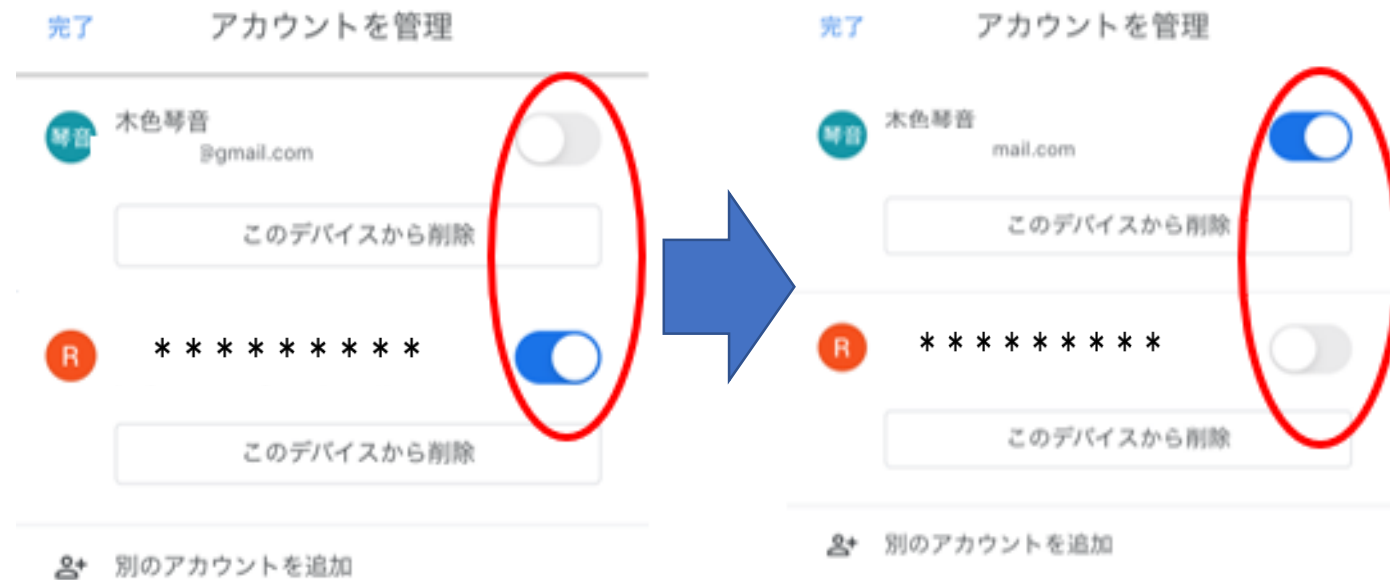 完了 アカウントを管理
琴音 木色琴音
@gmail.com
このデバイスから削除
R *********
このデバイスから削除
別のアカウントを追加
完了 アカウントを管理
琴音 木色琴音
mail.com
このデバイスから削除
R *********
このデバイスから削除
別のアカウントを追加